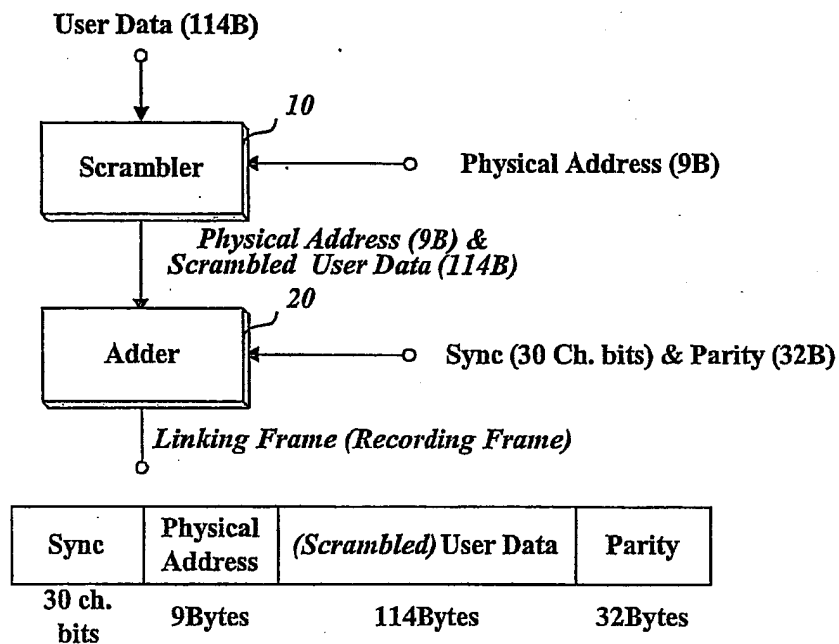 User Data (114B)
10
Scrambler
Physical Address (9B)
Physical Address (9B) &
Scrambled User Data (114B)
20
Adder
Sync (30 Ch. bits) & Parity (32B)
Linking Frame (Recording Frame)
Sync
Physical
Address
(Scrambled) User Data
Parity
30 ch.
bits
9Bytes
114Bytes
32Bytes